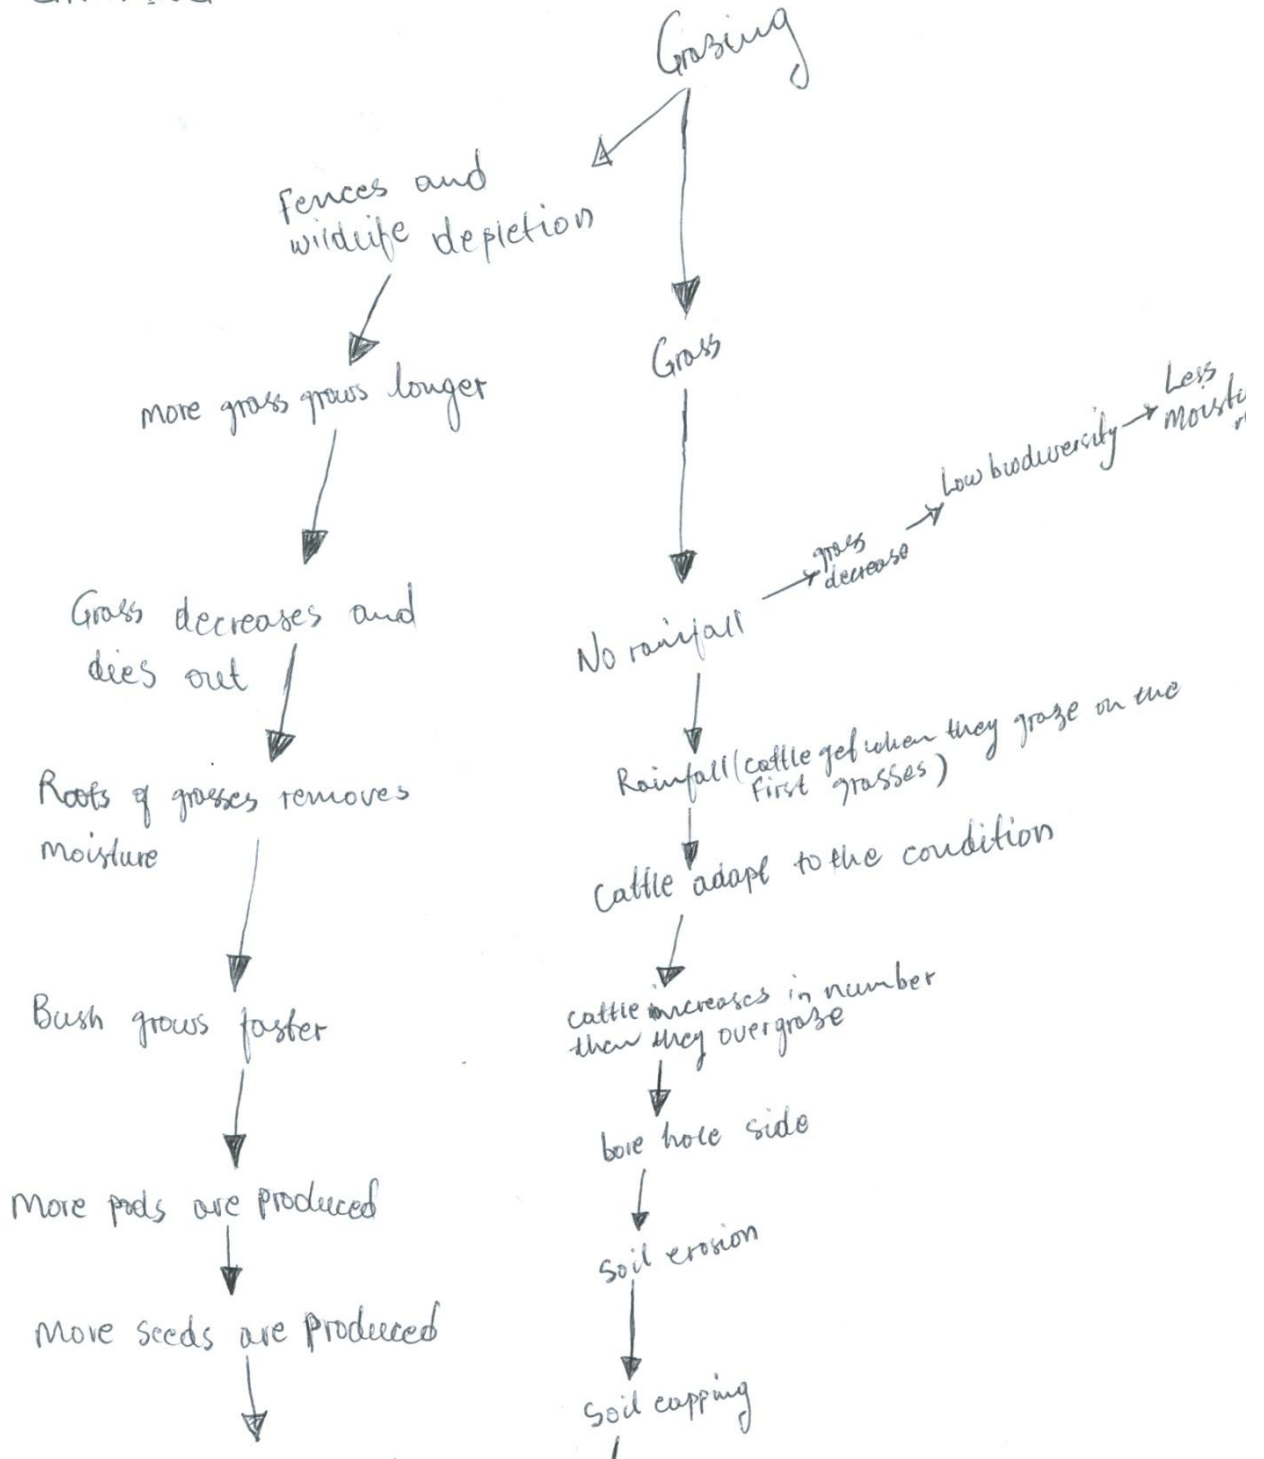 Grazing
Fences and
wildlife depletion
more grass grows longer
Grass decreases and
dies out
Roots of grasses removes
moisture
Bush grows faster
More pods are produced
More seeds are produced
Grass
No rainfall
grass
decrease
Low biodiversity
Less
Rainfall (cattle get when they graze on the
first grasses)
Cattle adapt to the condition
cattle increases in number
then they overgraze
bore hole side
Soil erosion
Soil capping